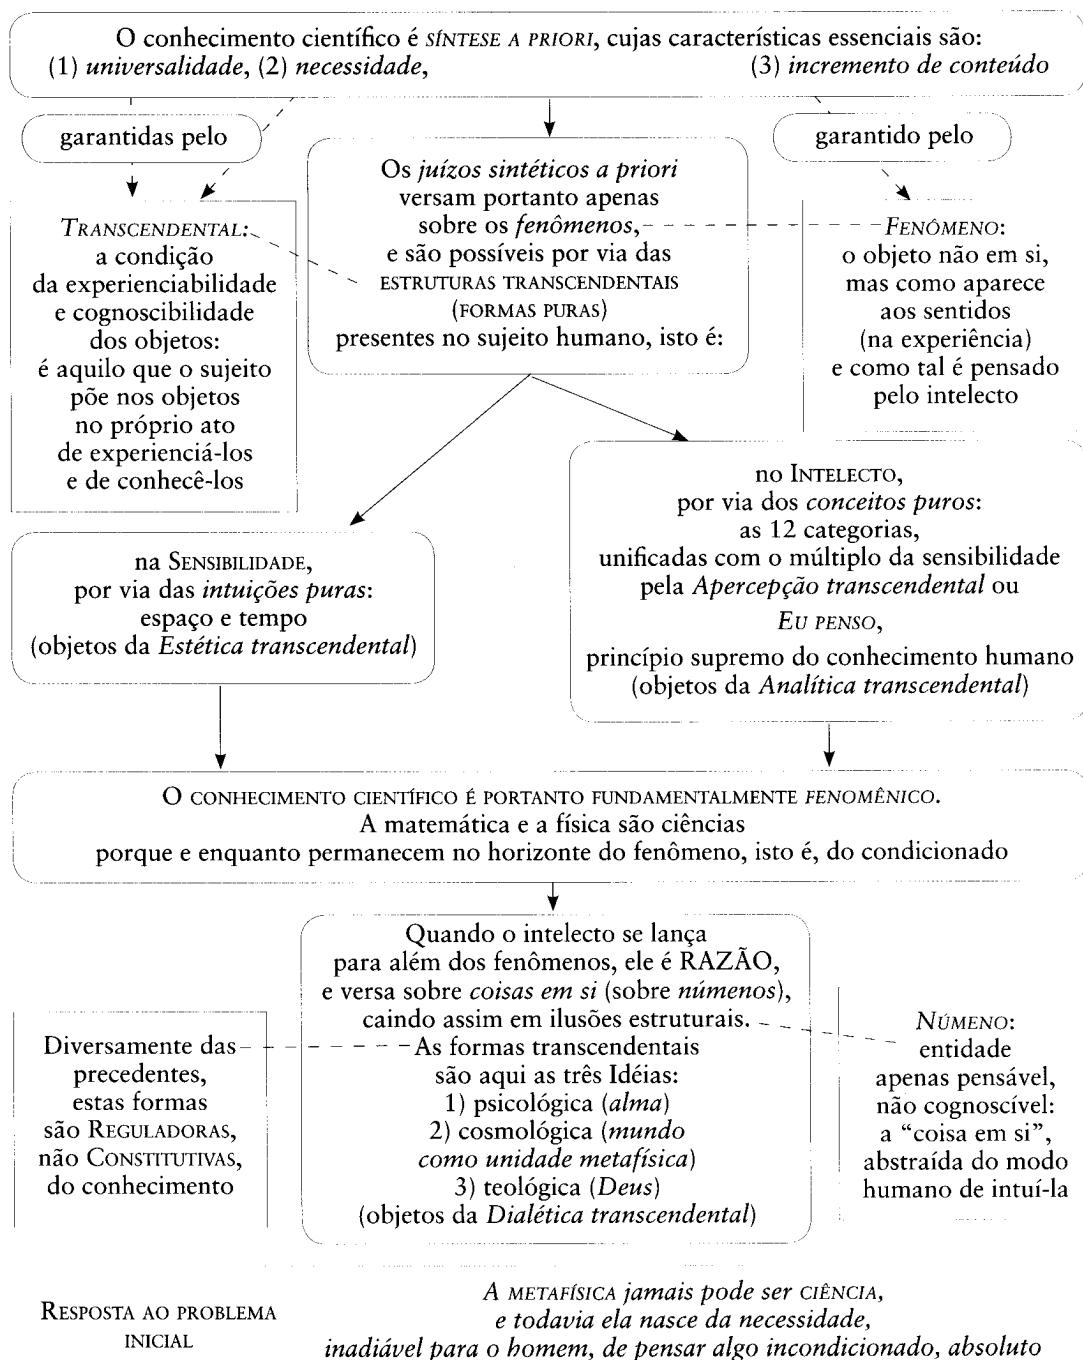 O conhecimento científico é SÍNTESE A PRIORI, cujas características essenciais são:
(1) universalidade, (2) necessidade, (3) incremento de conteúdo
garantidas pelo
garantido pelo
Os juízos sintéticos a priori
versam portanto apenas
sobre os fenômenos,
e são possíveis por via das
ESTRUTURAS TRANSCENDENTAIS
(FORMAS PURAS)
presentes no sujeito humano, isto é:
TRANSCENDENTAL:
a condição
da experienciabilidade
e cognoscibilidade
dos objetos:
é aquilo que o sujeito
põe nos objetos
no próprio ato
de experienciá-los
e de conhecê-los
FENÔMENO:
o objeto não em si,
mas como aparece
aos sentidos
(na experiência)
e como tal é pensado
pelo intelecto
na SENSIBILIDADE,
por via das intuições puras:
espaço e tempo
(objetos da Estética transcendental)
no INTELECTO,
por via dos conceitos puros:
as 12 categorias,
unificadas com o múltiplo da sensibilidade
pela Apercepção transcendental ou
EU PENSO,
princípio supremo do conhecimento humano
(objetos da Analítica transcendental)
O CONHECIMENTO CIENTÍFICO É PORTANTO FUNDAMENTALMENTE FENOMÊNICO.
A matemática e a física são ciências
porque e enquanto permanecem no horizonte do fenômeno, isto é, do condicionado
Quando o intelecto se lança
para além dos fenômenos, ele é RAZÃO,
e versa sobre coisas em si (sobre númenos),
caindo assim em ilusões estruturais.
As formas transcendentais
são aqui as três Idéias:
1) psicológica (alma)
2) cosmológica (mundo
como unidade metafísica)
3) teológica (Deus)
(objetos da Dialética transcendental)
Diversamente das
precedentes,
estas formas
são REGULADORAS,
não CONSTITUTIVAS,
do conhecimento
NÚMENO:
entidade
apenas pensável,
não cognoscível:
a “coisa em si”,
abstraída do modo
humano de intuí-la
RESPOSTA AO PROBLEMA
INICIAL
A METAFÍSICA jamais pode ser CIÊNCIA,
e todavia ela nasce da necessidade,
inadiável para o homem, de pensar algo incondicionado, absoluto